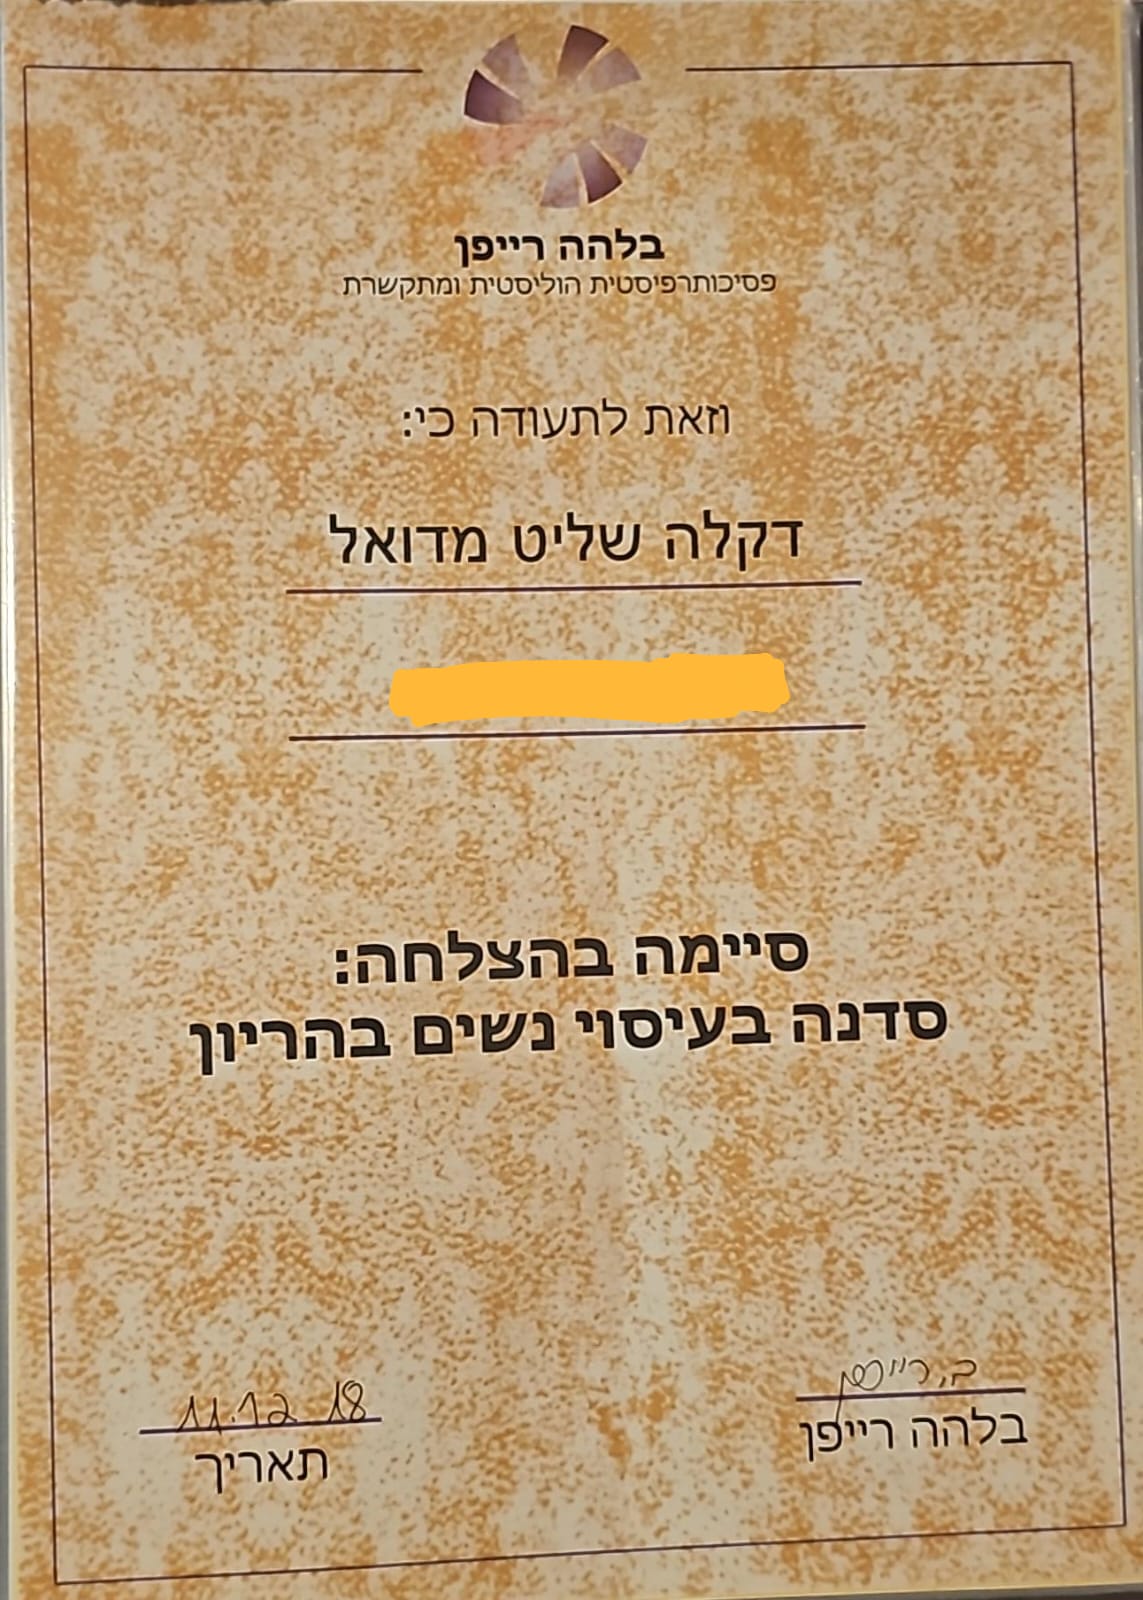 בלהה רייפן
פסיכותרפיסטית הוליסטית ומתקשרת
וזאת לתעודה כי:
דקלה שליט מדואל
סיימה בהצלחה:
סדנה בעיסוי נשים בהריון
ב. רייפן
בלהה רייפן
11.12 18
תאריך